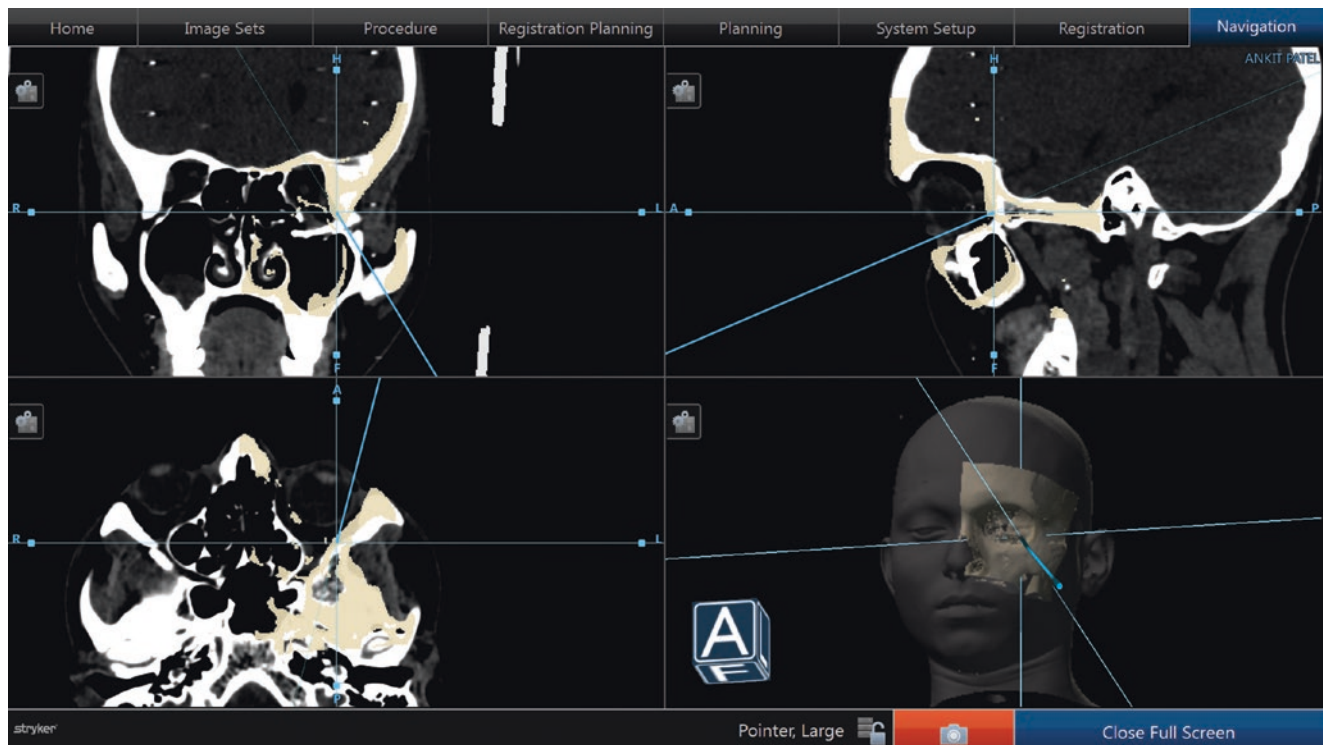 Home Image Sets Procedure Registration Planning Planning System Setup Registration Navigation
H
R L
F
H
ANKIT PATEL
A P
F
A
R L
P
A
F
stryker Pointer, Large Close Full Screen